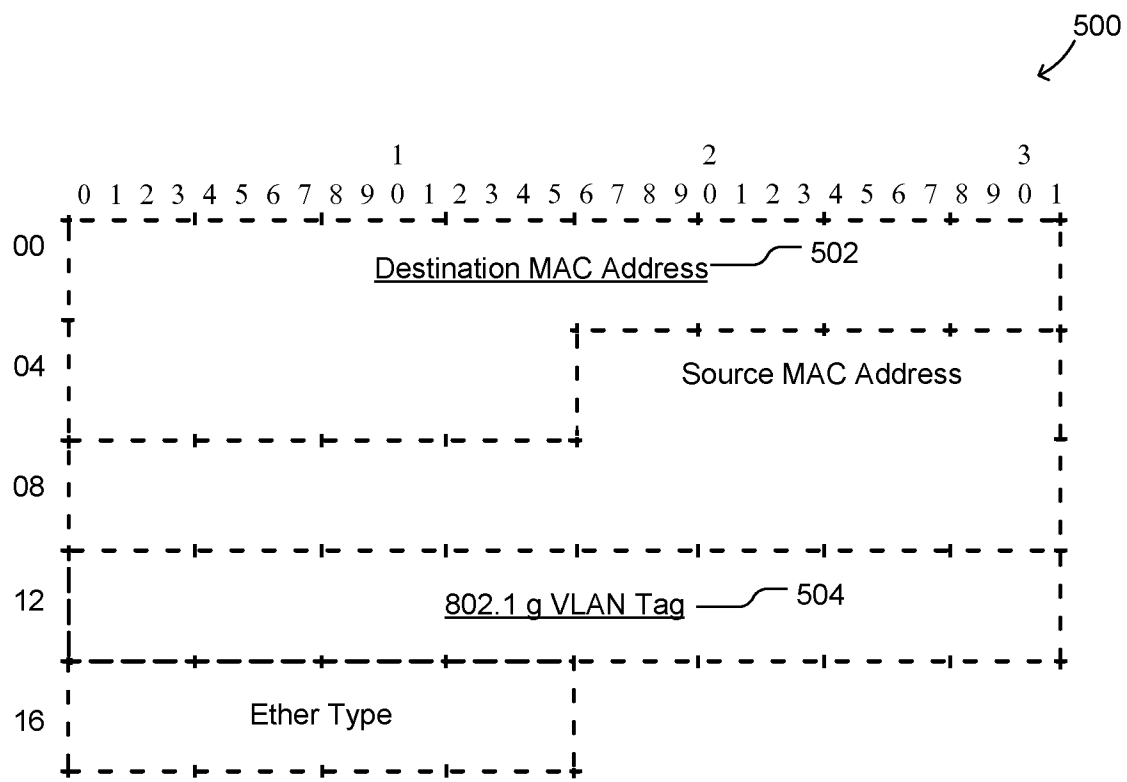 500
1 2 3
0 1 2 3 4 5 6 7 8 9 0 1 2 3 4 5 6 7 8 9 0 1 2 3 4 5 6 7 8 9 0 1
00
Destination MAC Address 502
04
Source MAC Address
08
12
802.1 g VLAN Tag 504
16
Ether Type